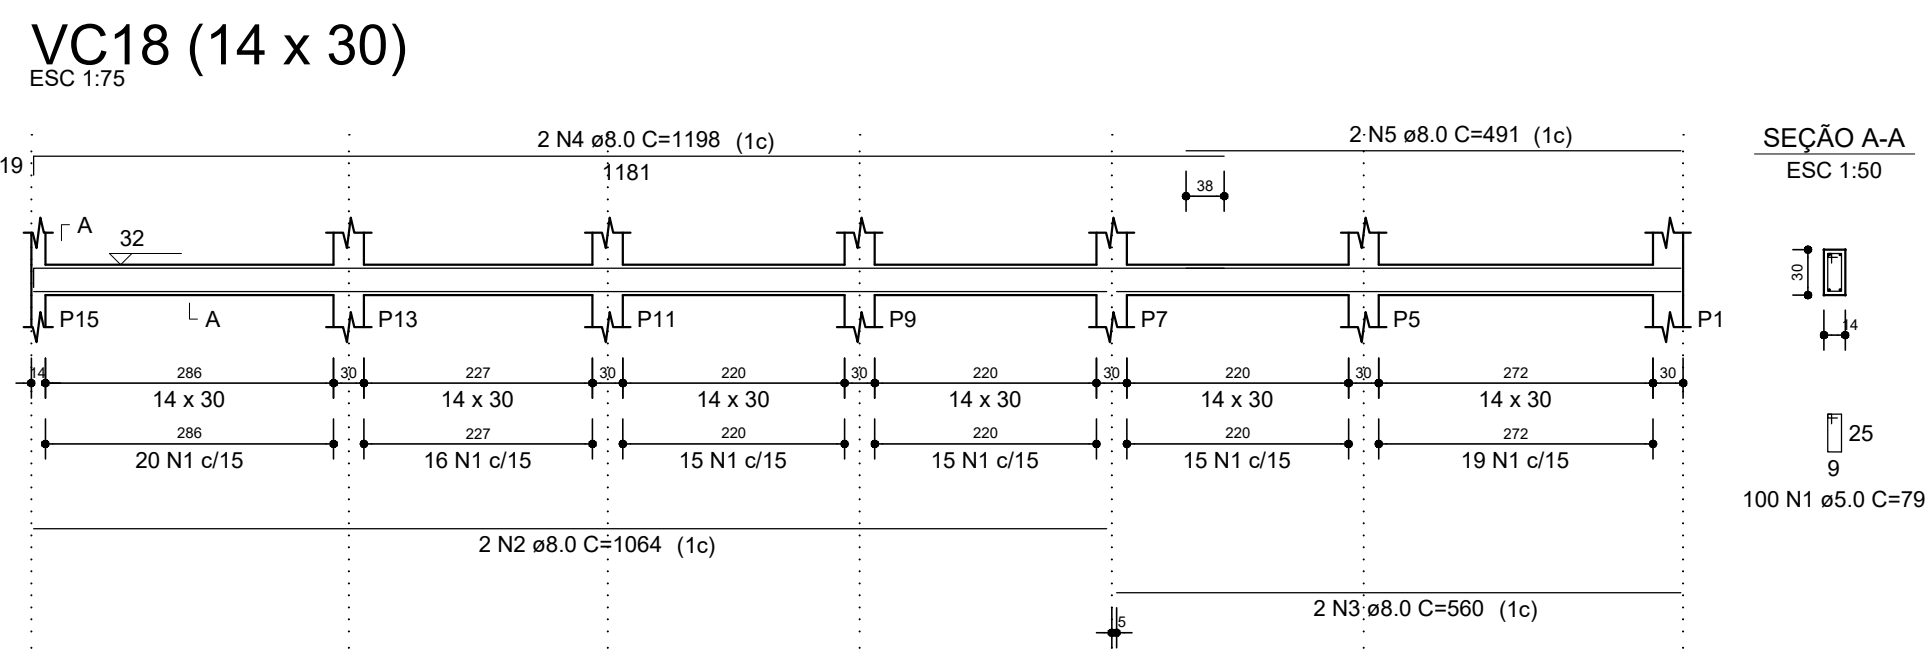 VC18 (14 x 30)
ESC 1:75
2 N4 ø8.0 C=1198 (1c)
2 N5 ø8.0 C=491 (1c)
SEÇÃO A-A
ESC 1:50
19
1181
38
A
32
A
30
14
P15
P13
P11
P9
P7
P5
P1
14 286 30 227 30 220 30 220 30 220 30 272 30
14 x 30 14 x 30 14 x 30 14 x 30 14 x 30 14 x 30
286 227 220 220 220 272
20 N1 c/15 16 N1 c/15 15 N1 c/15 15 N1 c/15 15 N1 c/15 19 N1 c/15
25
9
100 N1 ø5.0 C=79
2 N2 ø8.0 C=1064 (1c)
2 N3 ø8.0 C=560 (1c)
5